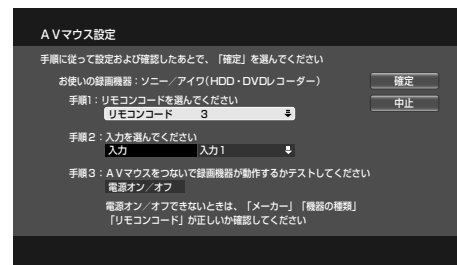 AVマウス設定
手順に従って設定および確認したあとで、「確定」を選んでください
お使いの録画機器：ソニー／アイワ(HDD・DVDレコーダー) 確定
手順1：リモコンコードを選んでください 中止
リモコンコード 3
手順2：入力を選んでください
入力 入力1
手順3：AVマウスをつないで録画機器が動作するかテストしてください
電源オン／オフ
電源オン／オフできないときは、「メーカー」「機器の種類」
「リモコンコード」が正しいか確認してください